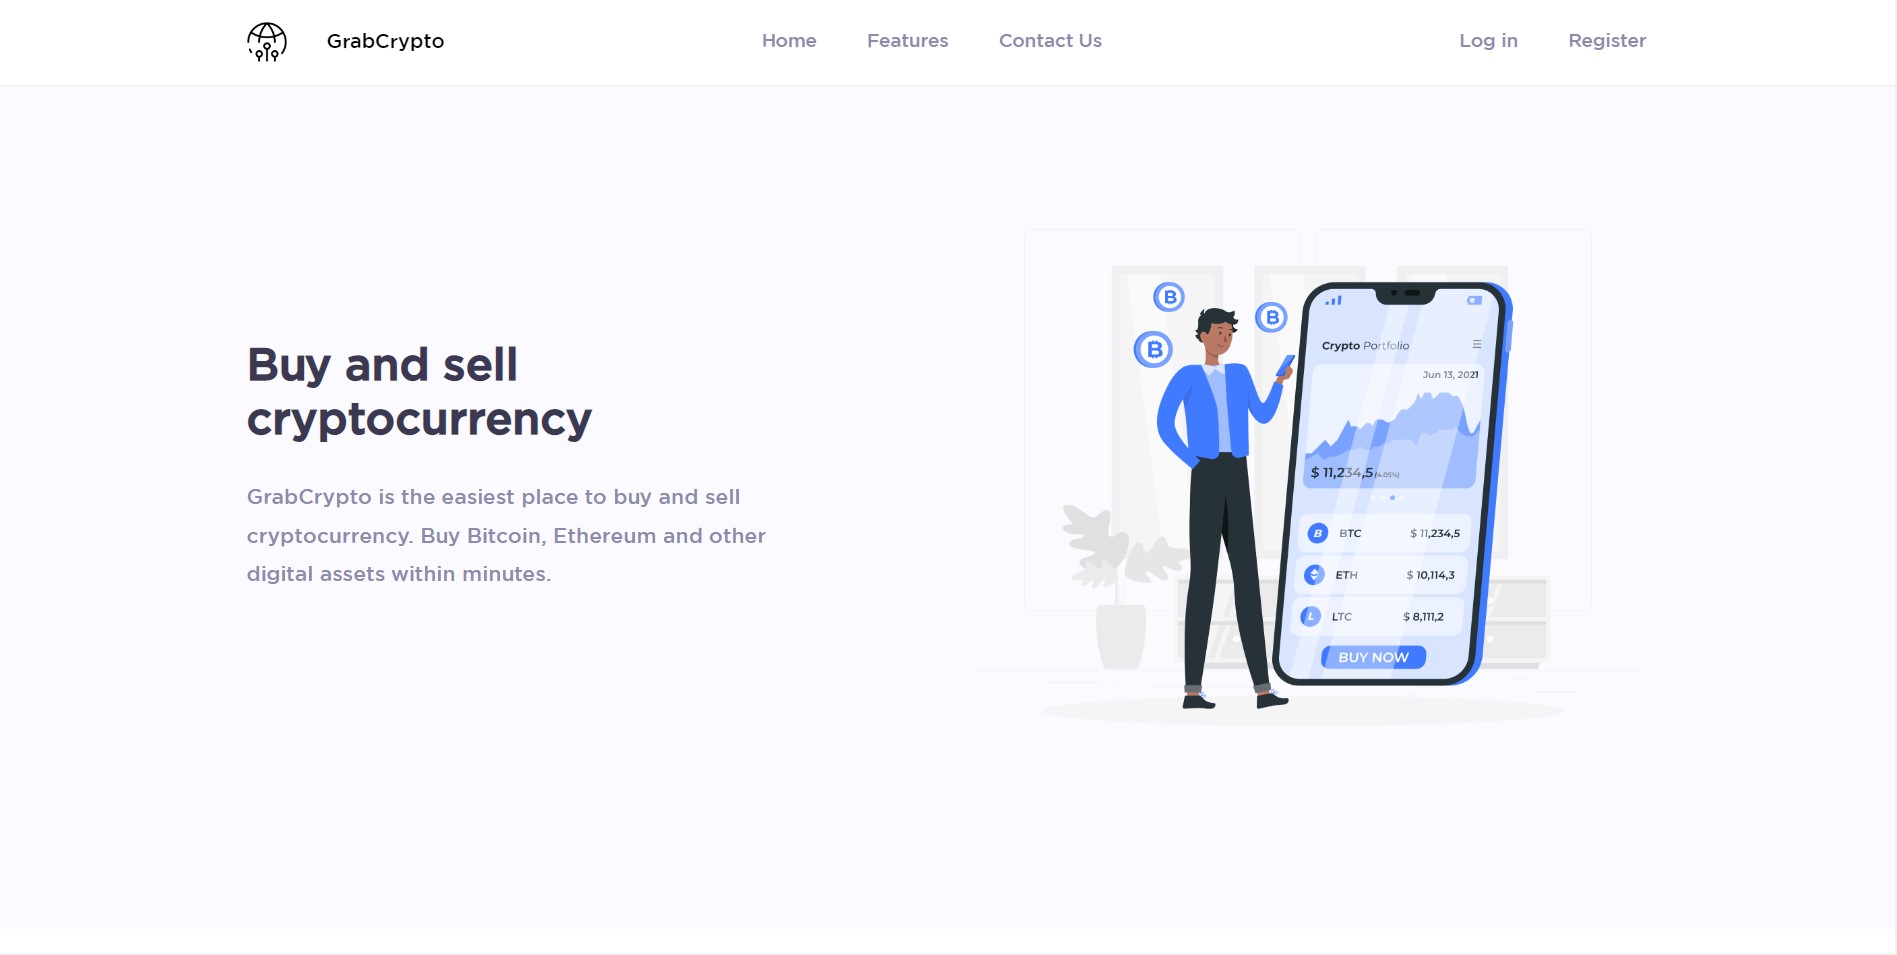 GrabCrypto
Home Features Contact Us
Log in Register
Buy and sell
cryptocurrency
GrabCrypto is the easiest place to buy and sell
cryptocurrency. Buy Bitcoin, Ethereum and other
digital assets within minutes.
Crypto Portfolio
Jun 13, 2021
$ 11,234,5 (4.05%)
B BTC $ 11,234,5
ETH $ 10,114,3
L LTC $ 8,111,2
BUY NOW